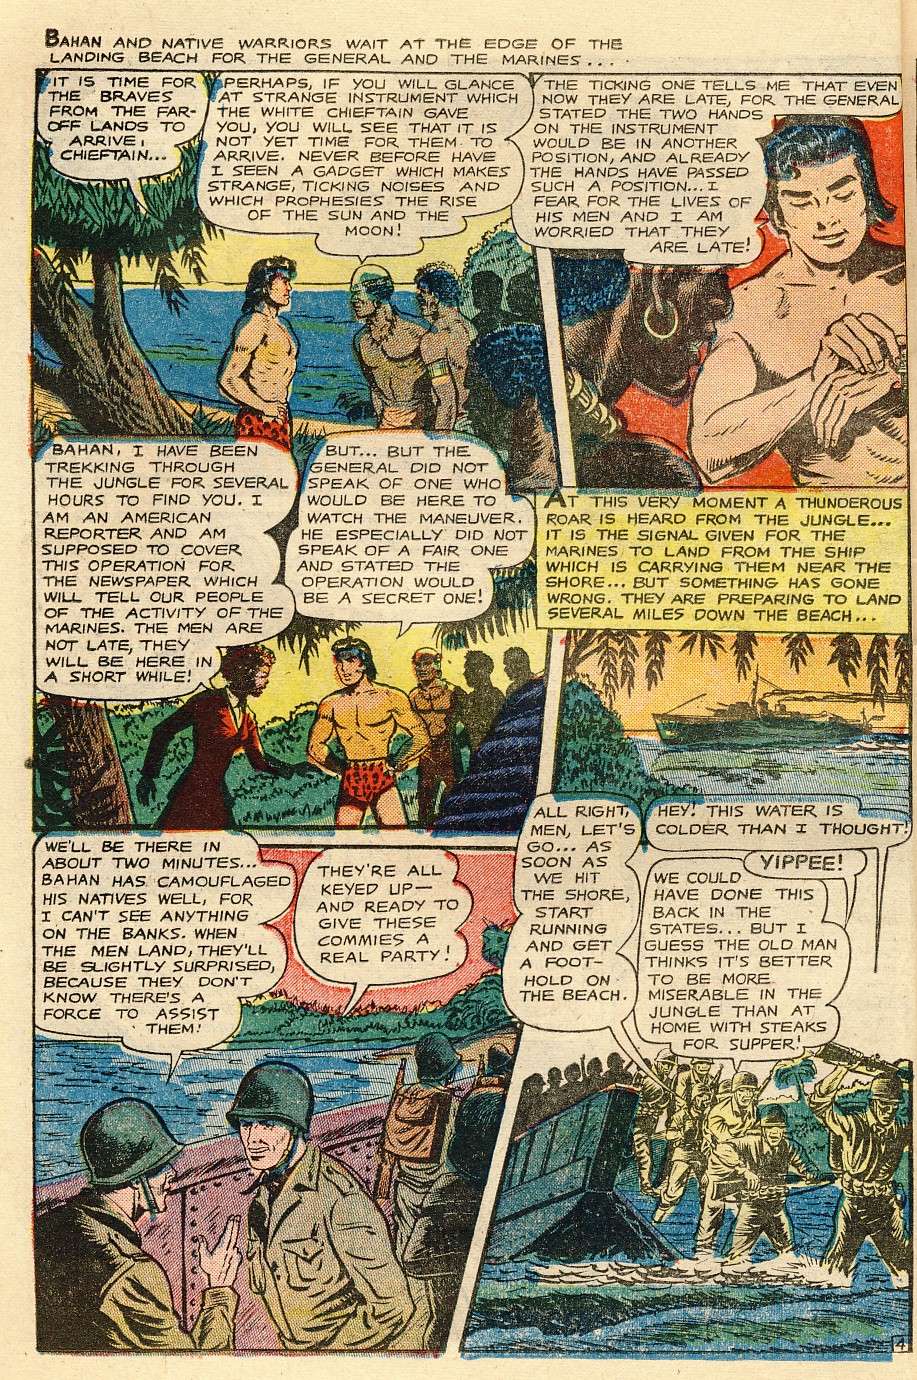 BAHAN AND NATIVE WARRIORS WAIT AT THE EDGE OF THE
LANDING BEACH FOR THE GENERAL AND THE MARINES....
IT IS TIME FOR
THE BRAVES
FROM THE FAR-
OFF LANDS TO
ARRIVE,
CHIEFTAIN...
PERHAPS, IF YOU WILL GLANCE
AT STRANGE INSTRUMENT WHICH
THE WHITE CHIEFTAIN GAVE
YOU, YOU WILL SEE THAT IT IS
NOT YET TIME FOR THEM TO
ARRIVE. NEVER BEFORE HAVE
I SEEN A GADGET WHICH MAKES
STRANGE, TICKING NOISES AND
WHICH PROPHESIES THE RISE
OF THE SUN AND THE
MOON!
THE TICKING ONE TELLS ME THAT EVEN
NOW THEY ARE LATE, FOR THE GENERAL
STATED THE TWO HANDS
ON THE INSTRUMENT
WOULD BE IN ANOTHER
POSITION, AND ALREADY
THE HANDS HAVE PASSED
SUCH A POSITION... I
FEAR FOR THE LIVES OF
HIS MEN AND I AM
WORRIED THAT THEY
ARE LATE!
BAHAN, I HAVE BEEN
TREKKING THROUGH
THE JUNGLE FOR SEVERAL
HOURS TO FIND YOU. I
AM AN AMERICAN
REPORTER AND AM
SUPPOSED TO COVER
THIS OPERATION FOR
THE NEWSPAPER WHICH
WILL TELL OUR PEOPLE
OF THE ACTIVITY OF THE
MARINES. THE MEN ARE
NOT LATE, THEY
WILL BE HERE IN
A SHORT WHILE!
BUT... BUT THE
GENERAL DID NOT
SPEAK OF ONE WHO
WOULD BE HERE TO
WATCH THE MANEUVER.
HE ESPECIALLY DID NOT
SPEAK OF A FAIR ONE
AND STATED THE
OPERATION WOULD
BE A SECRET ONE!
AT THIS VERY MOMENT A THUNDEROUS
ROAR IS HEARD FROM THE JUNGLE...
IT IS THE SIGNAL GIVEN FOR THE
MARINES TO LAND FROM THE SHIP
WHICH IS CARRYING THEM NEAR THE
SHORE... BUT SOMETHING HAS GONE
WRONG. THEY ARE PREPARING TO LAND
SEVERAL MILES DOWN THE BEACH...
WE'LL BE THERE IN
ABOUT TWO MINUTES...
BAHAN HAS CAMOUFLAGED
HIS NATIVES WELL, FOR
I CAN'T SEE ANYTHING
ON THE BANKS. WHEN
THE MEN LAND, THEY'LL
BE SLIGHTLY SURPRISED,
BECAUSE THEY DON'T
KNOW THERE'S A
FORCE TO ASSIST
THEM!
THEY'RE ALL
KEYED UP—
AND READY TO
GIVE THESE
COMMIES A
REAL PARTY!
ALL RIGHT,
MEN, LET'S
GO... AS
SOON AS
WE HIT
THE SHORE,
START
RUNNING
AND GET
A FOOT-
HOLD ON
THE BEACH.
HEY! THIS WATER IS
COLDER THAN I THOUGHT!
YIPPEE!
WE COULD
HAVE DONE THIS
BACK IN THE
STATES... BUT I
GUESS THE OLD MAN
THINKS IT'S BETTER
TO BE MORE
MISERABLE IN THE
JUNGLE THAN AT
HOME WITH STEAKS
FOR SUPPER!
4